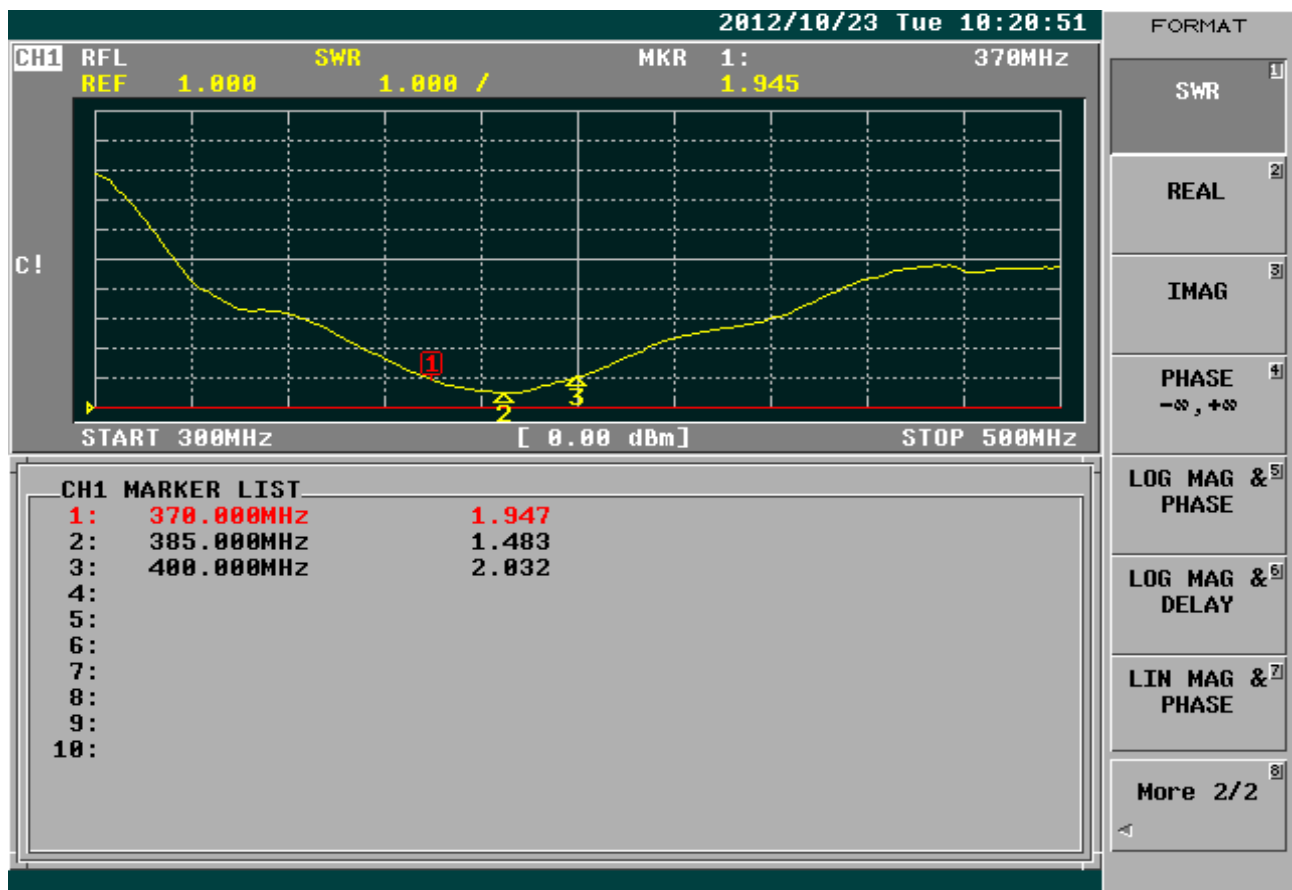 2012/10/23 Tue 10:20:51
CH1 RFL SWR MKR 1: 370MHz
REF 1.000 1.000 / 1.945
C!
1
2
3
START 300MHz [ 0.00 dBm] STOP 500MHz
CH1 MARKER LIST
1: 370.000MHz 1.947
2: 385.000MHz 1.483
3: 400.000MHz 2.032
4:
5:
6:
7:
8:
9:
10:
FORMAT
SWR 1
REAL 2
IMAG 3
PHASE 4
-∞ , +∞
LOG MAG & 5
PHASE
LOG MAG & 6
DELAY
LIN MAG & 7
PHASE
More 2/2 8